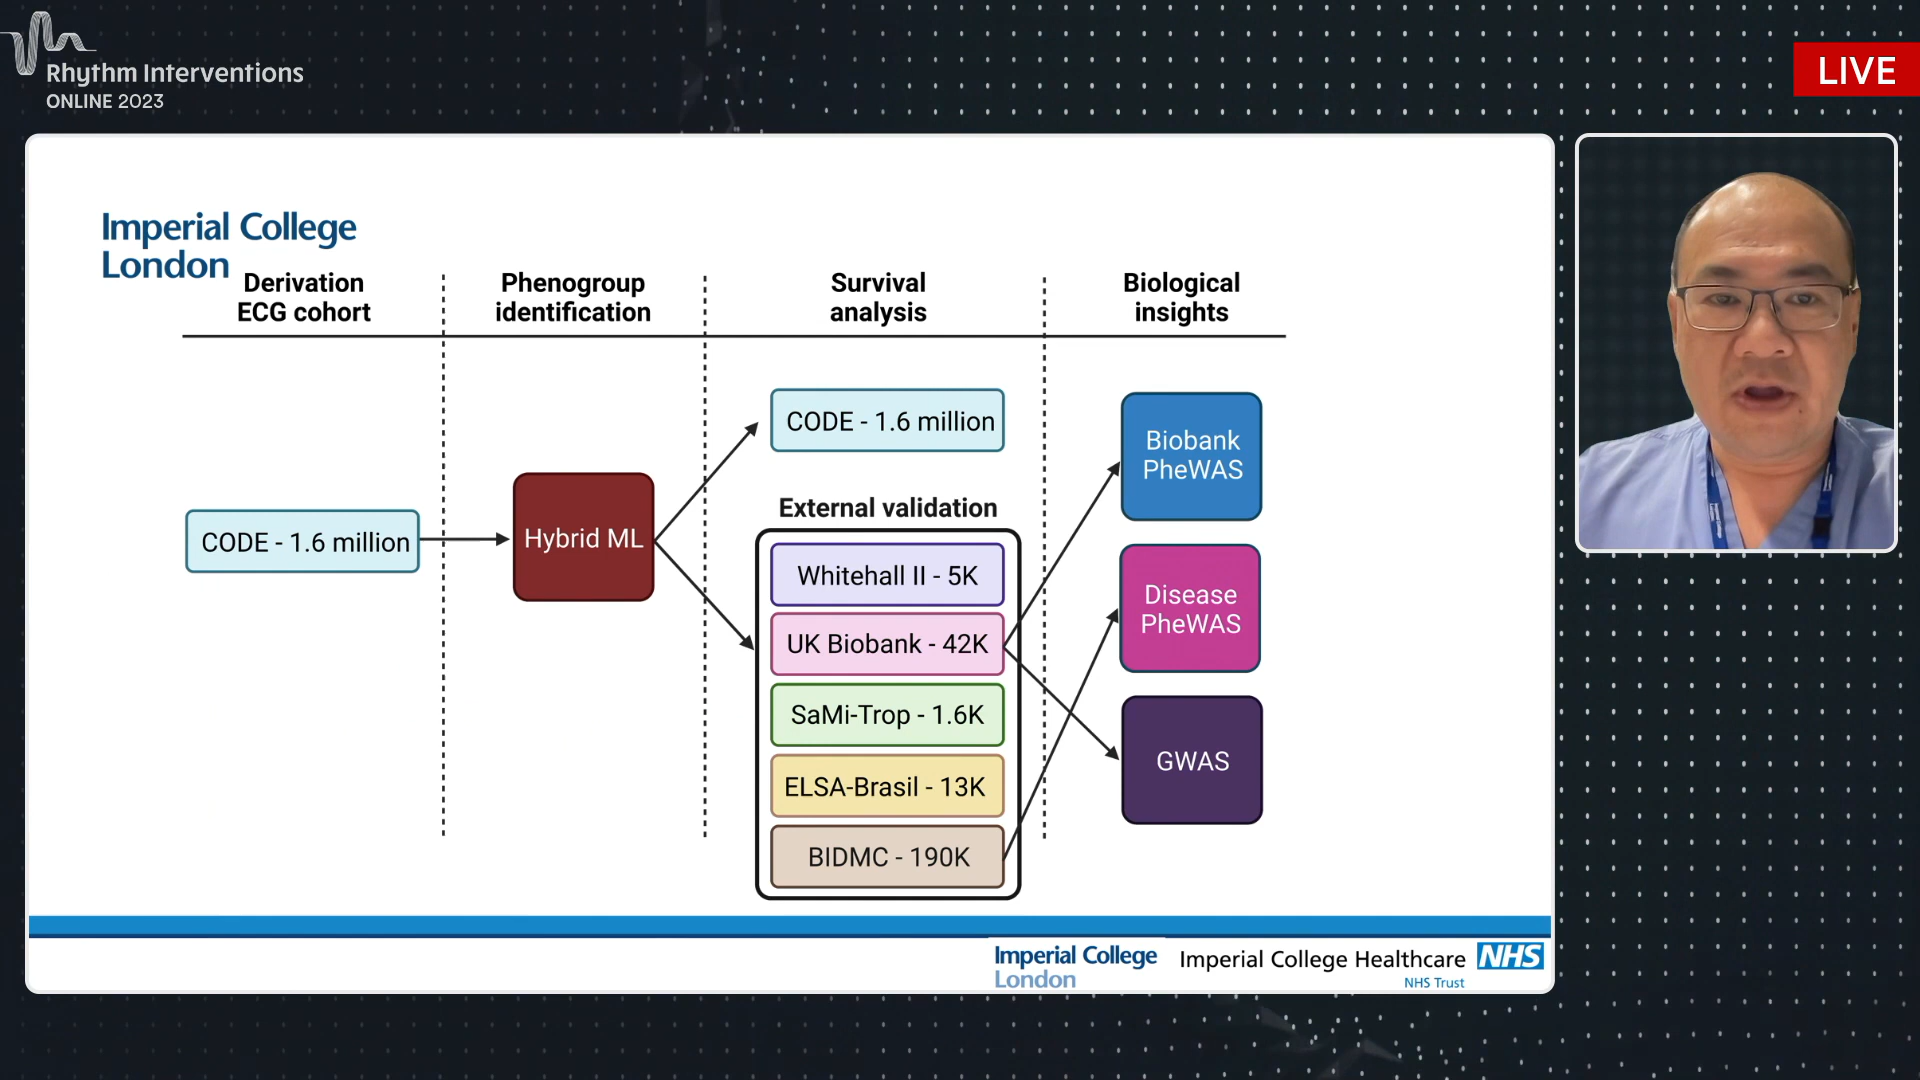 Rhythm Interventions
ONLINE 2023
LIVE
Imperial College
London
Derivation
ECG cohort
Phenogroup
identification
Survival
analysis
Biological
insights
CODE - 1.6 million
Hybrid ML
CODE - 1.6 million
External validation
Whitehall II - 5K
UK Biobank - 42K
SaMi-Trop - 1.6K
ELSA-Brasil - 13K
BIDMC - 190K
Biobank
PheWAS
Disease
PheWAS
GWAS
Imperial College
London
Imperial College Healthcare NHS
NHS Trust